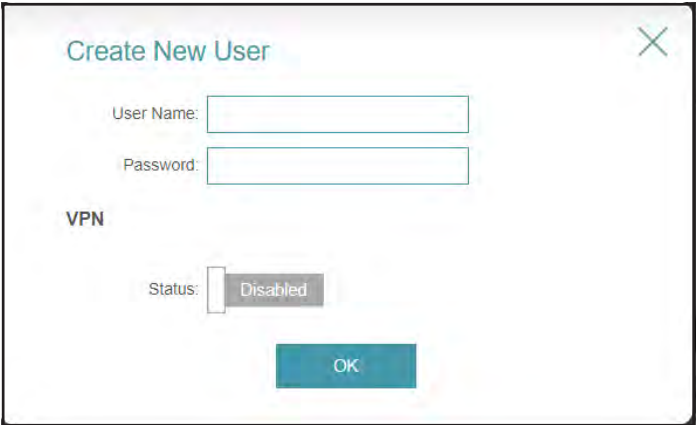 Create New User
User Name:
Password:
VPN
Status: Disabled
OK